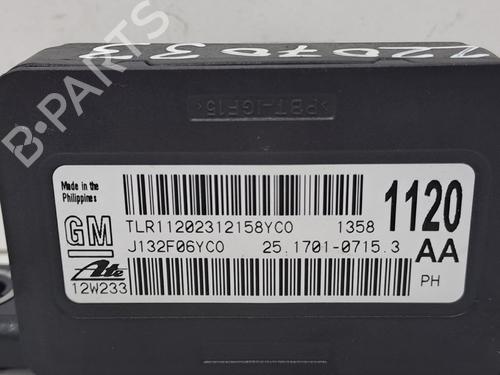 12207033
>PBT-IGF15<
B-PARTS
Made in the
Philippines
GM
Ate
12W233
TLR11202312158YC0 1358
J132F06YC0 25.1701-0715.3
1120
AA
PH